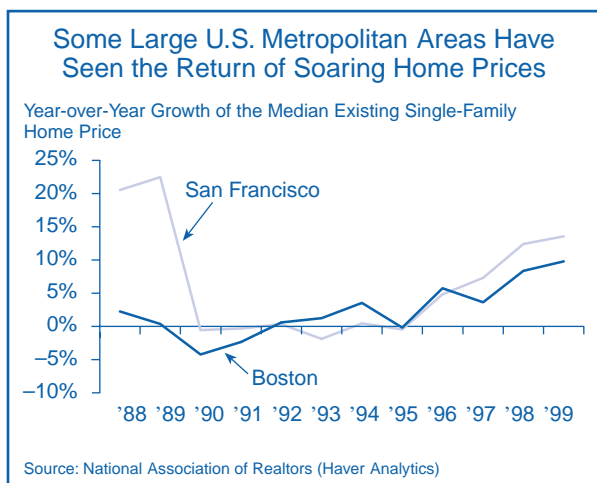 Some Large U.S. Metropolitan Areas Have
Seen the Return of Soaring Home Prices
Year-over-Year Growth of the Median Existing Single-Family
Home Price
25%
20%
15%
10%
5%
0%
–5%
–10%
San Francisco
Boston
’88 ’89 ’90 ’91 ’92 ’93 ’94 ’95 ’96 ’97 ’98 ’99
Source: National Association of Realtors (Haver Analytics)